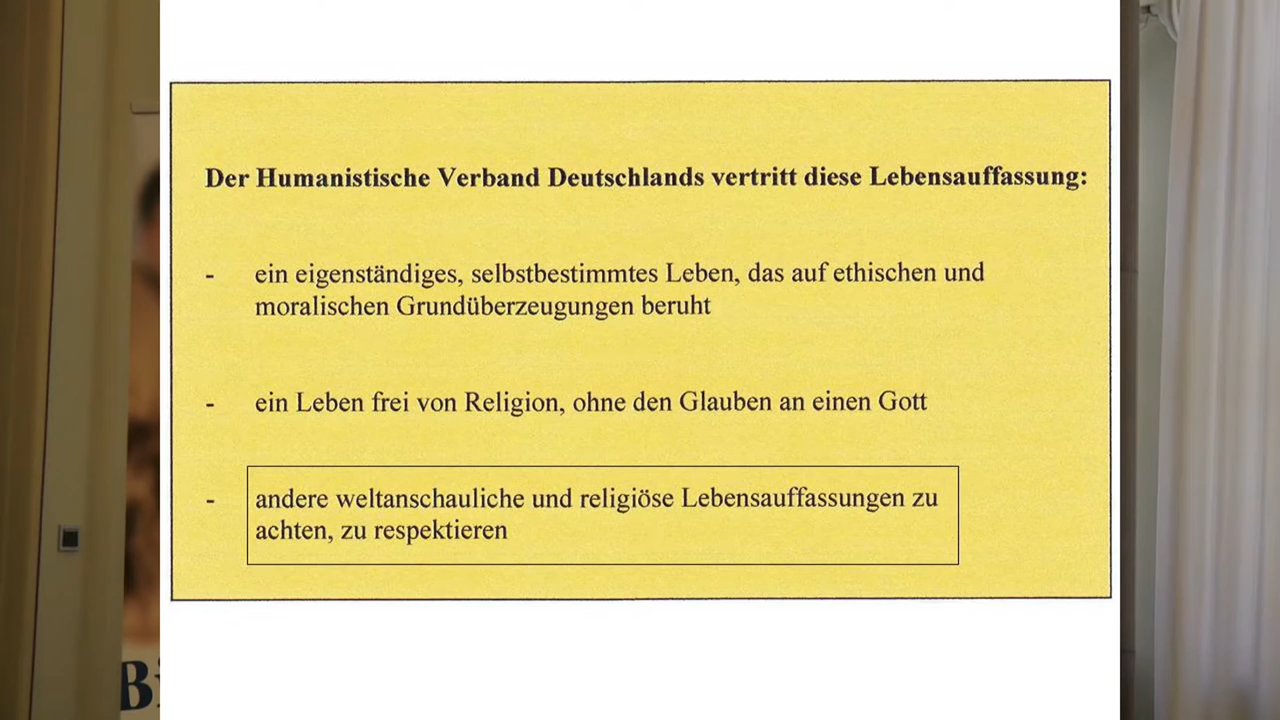 Der Humanistische Verband Deutschlands vertritt diese Lebensauffassung:
- ein eigenständiges, selbstbestimmtes Leben, das auf ethischen und
moralischen Grundüberzeugungen beruht
- ein Leben frei von Religion, ohne den Glauben an einen Gott
- andere weltanschauliche und religiöse Lebensauffassungen zu
achten, zu respektieren